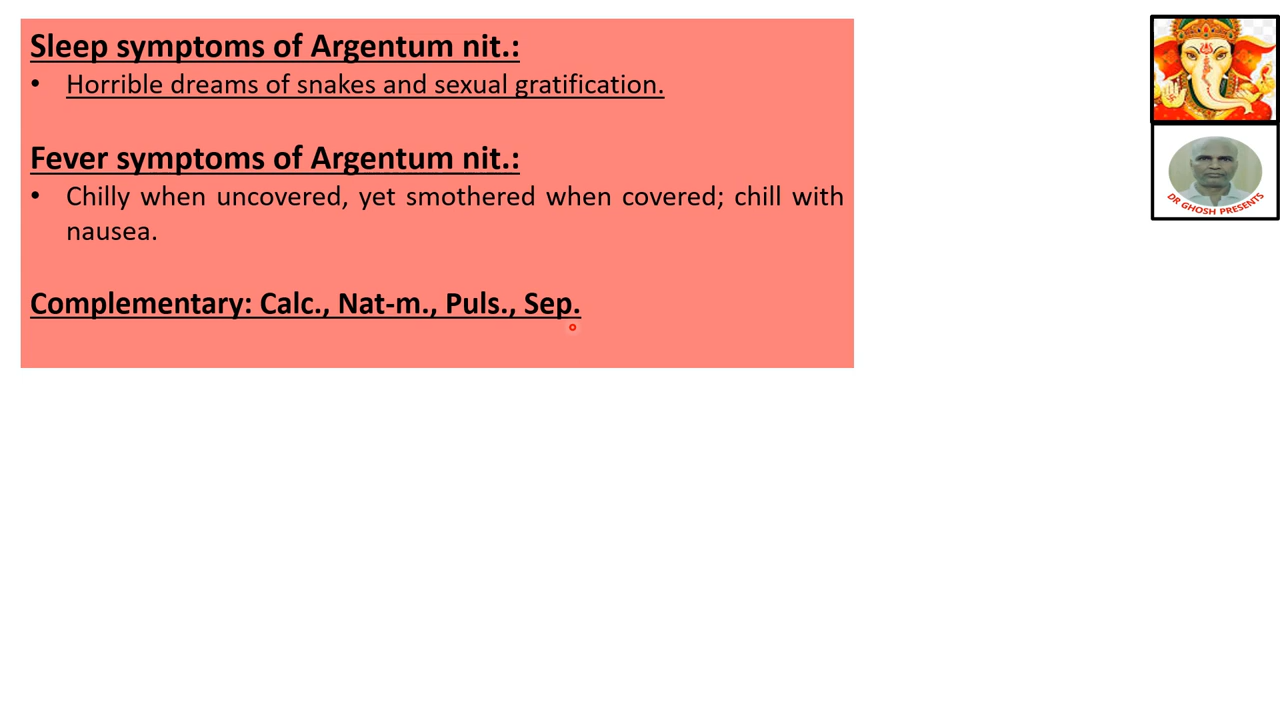 Sleep symptoms of Argentum nit.:
• Horrible dreams of snakes and sexual gratification.
Fever symptoms of Argentum nit.:
• Chilly when uncovered, yet smothered when covered; chill with
nausea.
Complementary: Calc., Nat-m., Puls., Sep.
DR GHOSH PRESENTS